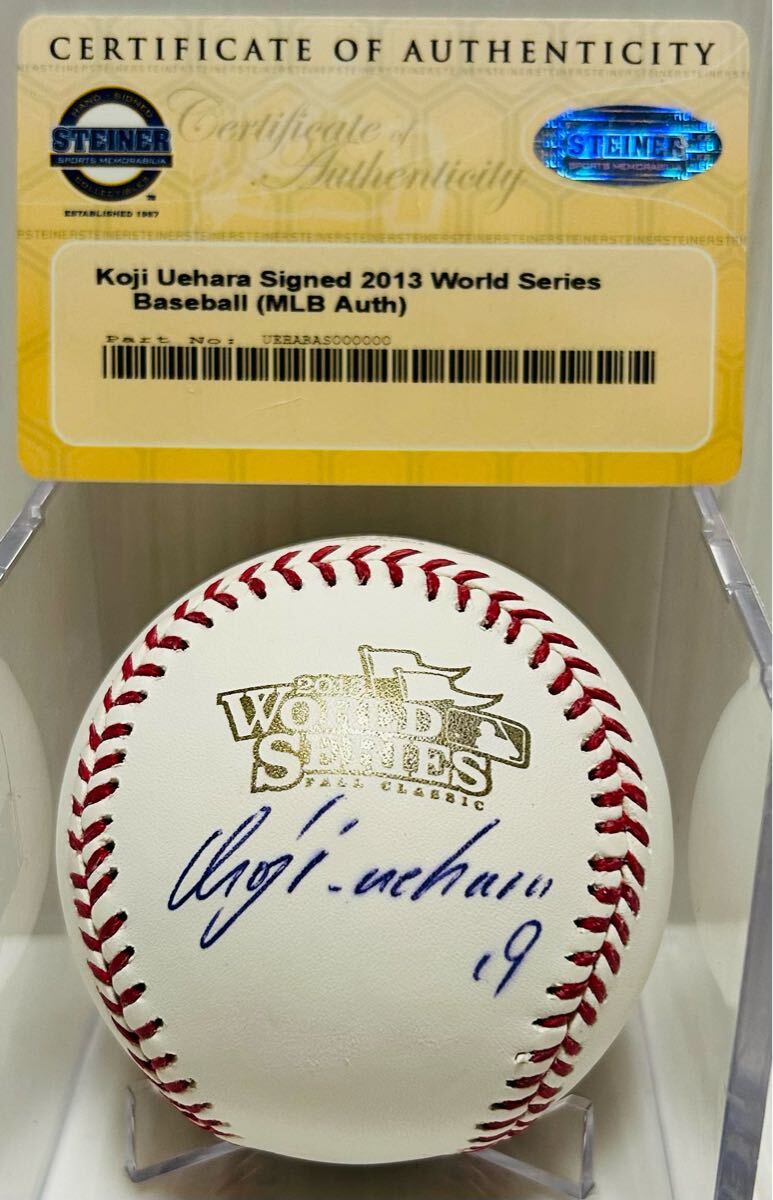 CERTIFICATE OF AUTHENTICITY
HAND-SIGNED
STEINER
SPORTS MEMORABILIA
COLLECTIBLES
ESTABLISHED 1987
Certificate of
Authenticity
STEINER
SPORTS MEMORABILIA
Koji Uehara Signed 2013 World Series
Baseball (MLB Auth)
Part No: UEHABAS000000
2013
WORLD
SERIES
FALL CLASSIC
Koji Uehara
19